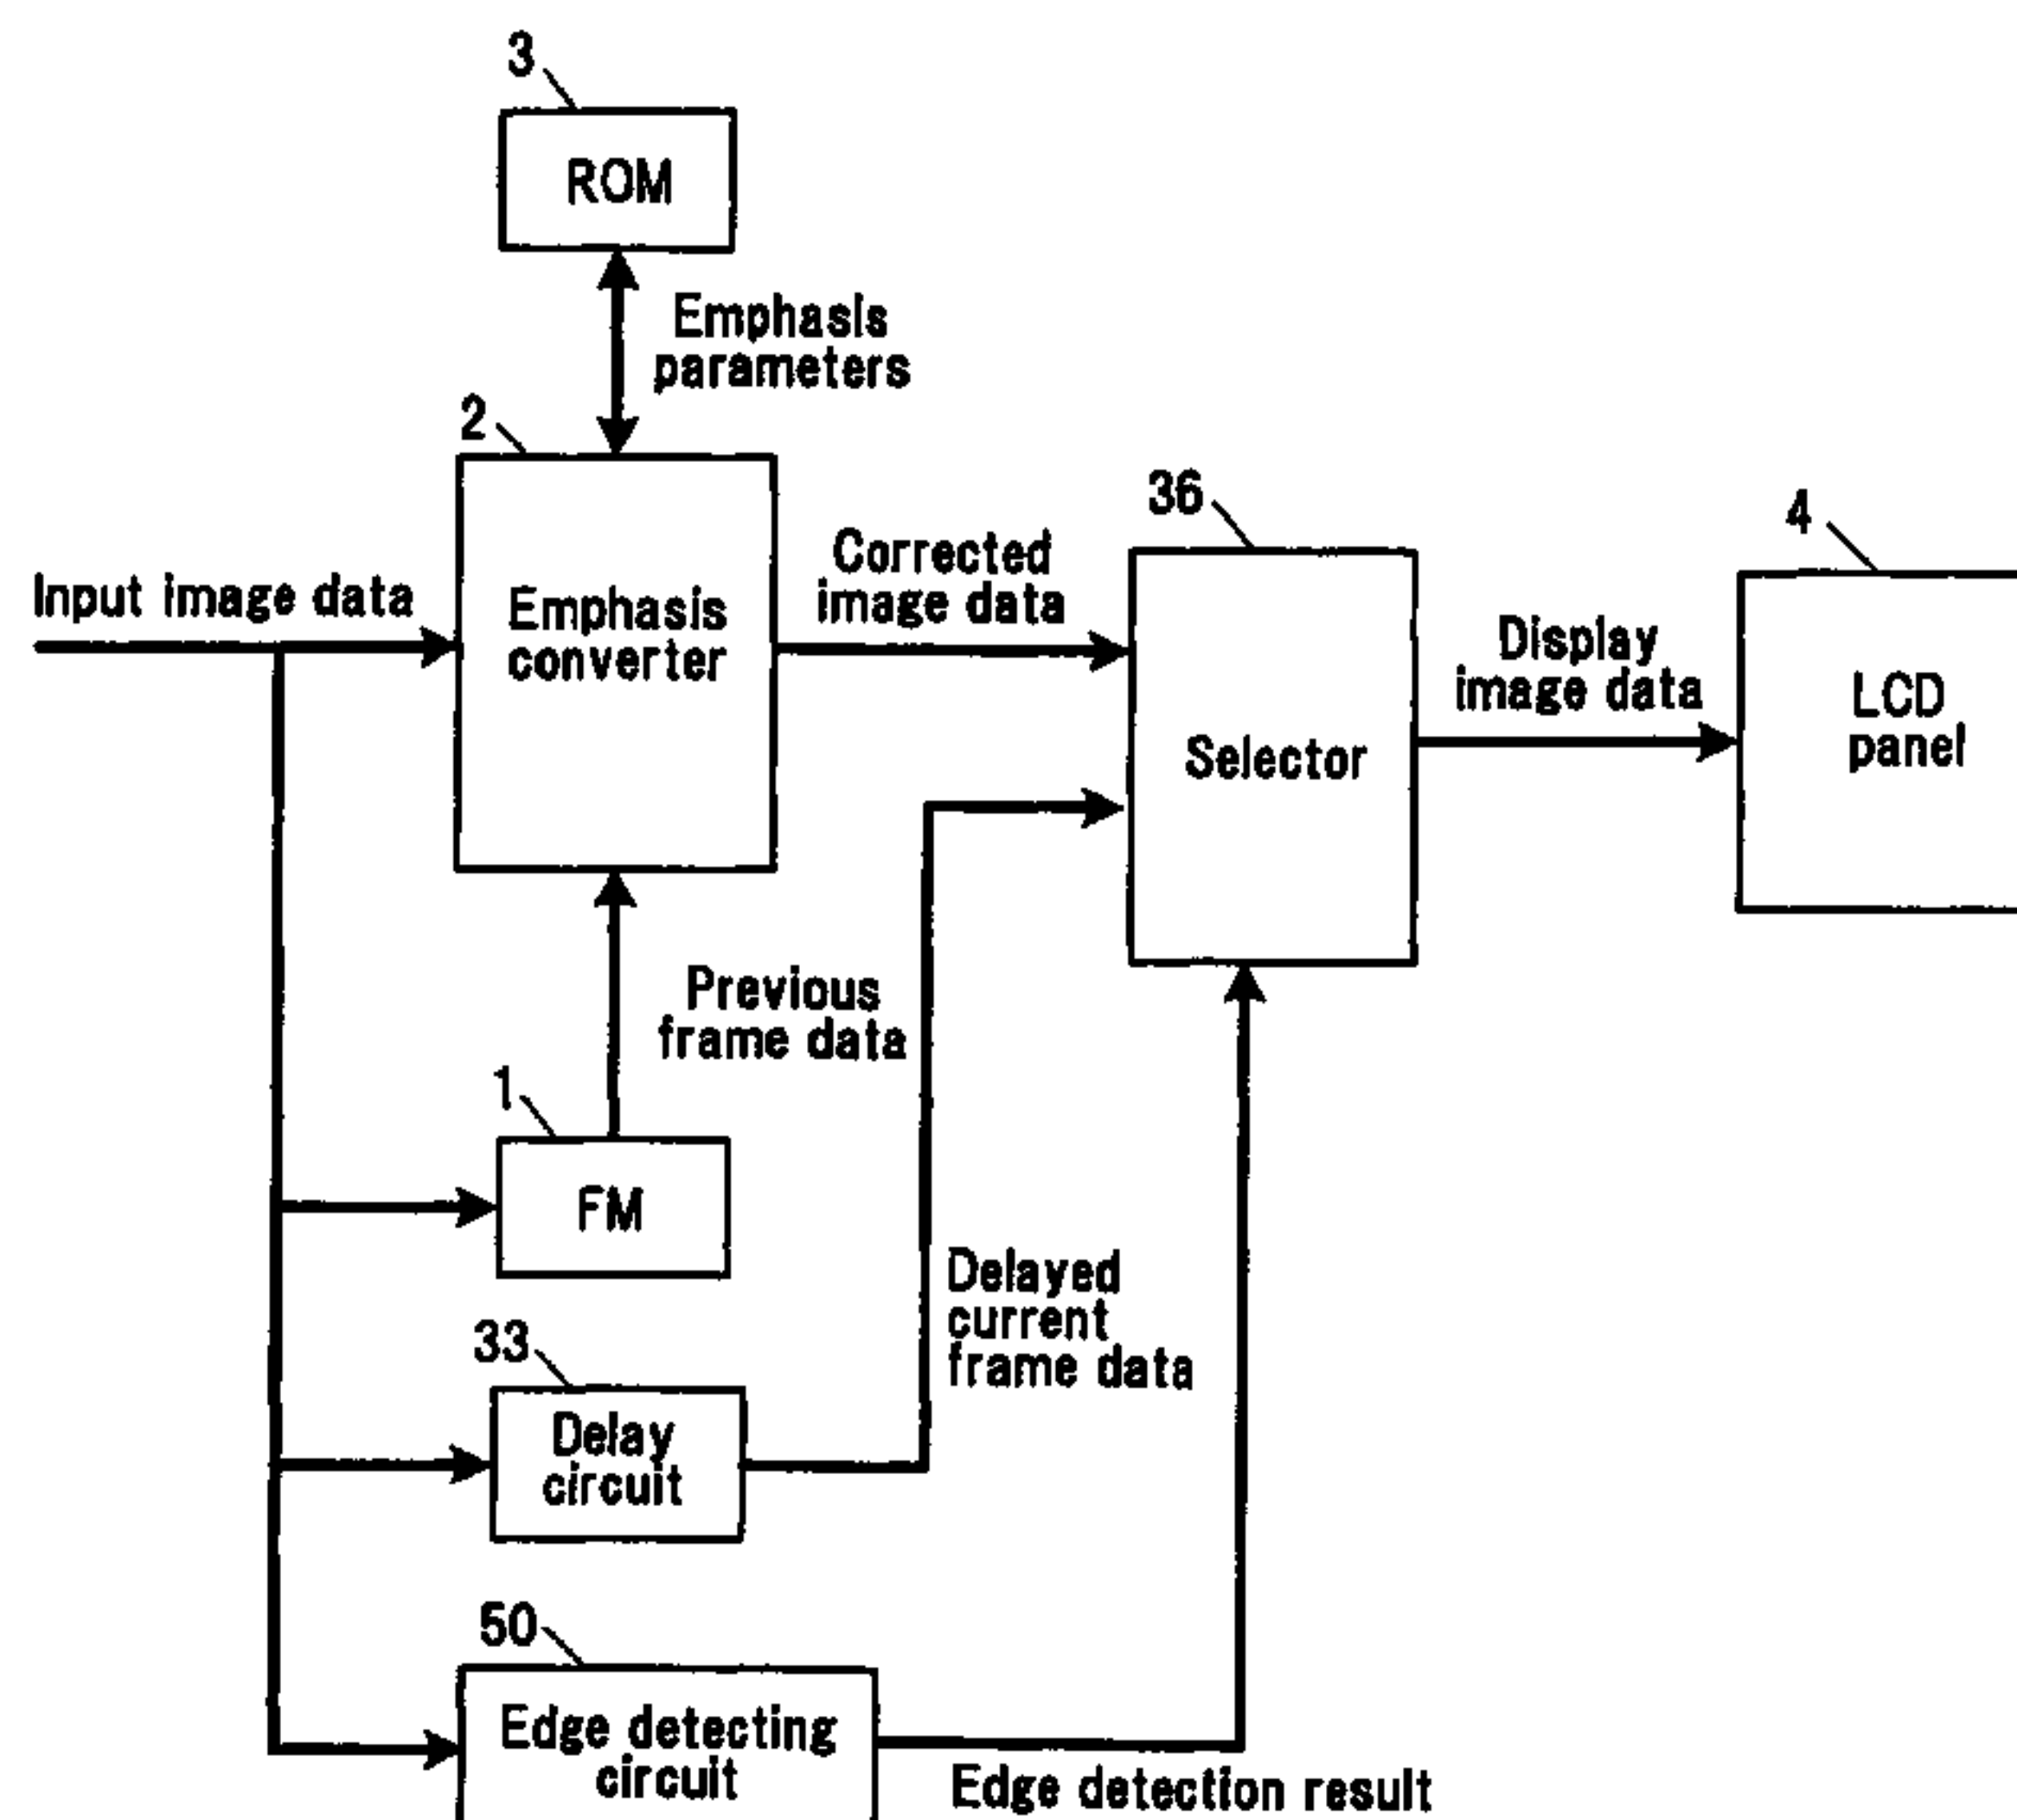 3
ROM
Emphasis
parameters
2
Input image data
Emphasis
converter
Corrected
image data
36
Selector
Display
image data
4
LCD
panel
Previous
frame data
1
FM
Delayed
current
frame data
33
Delay
circuit
50
Edge detecting
circuit
Edge detection result